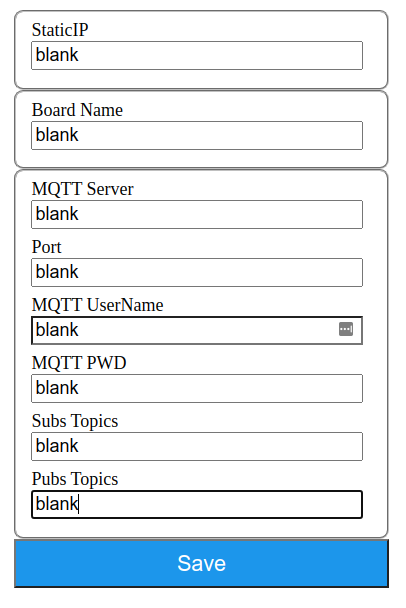 StaticIP
blank
Board Name
blank
MQTT Server
blank
Port
blank
MQTT UserName
blank
MQTT PWD
blank
Subs Topics
blank
Pubs Topics
blank
Save